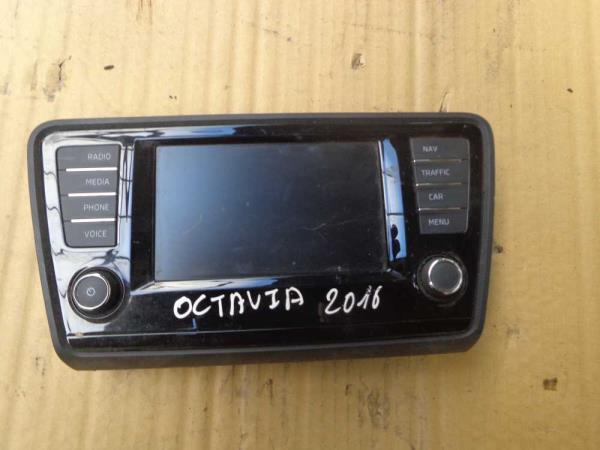 RADIO
MEDIA
PHONE
VOICE
NAV
TRAFFIC
CAR
MENU
OCTAVIA 2016